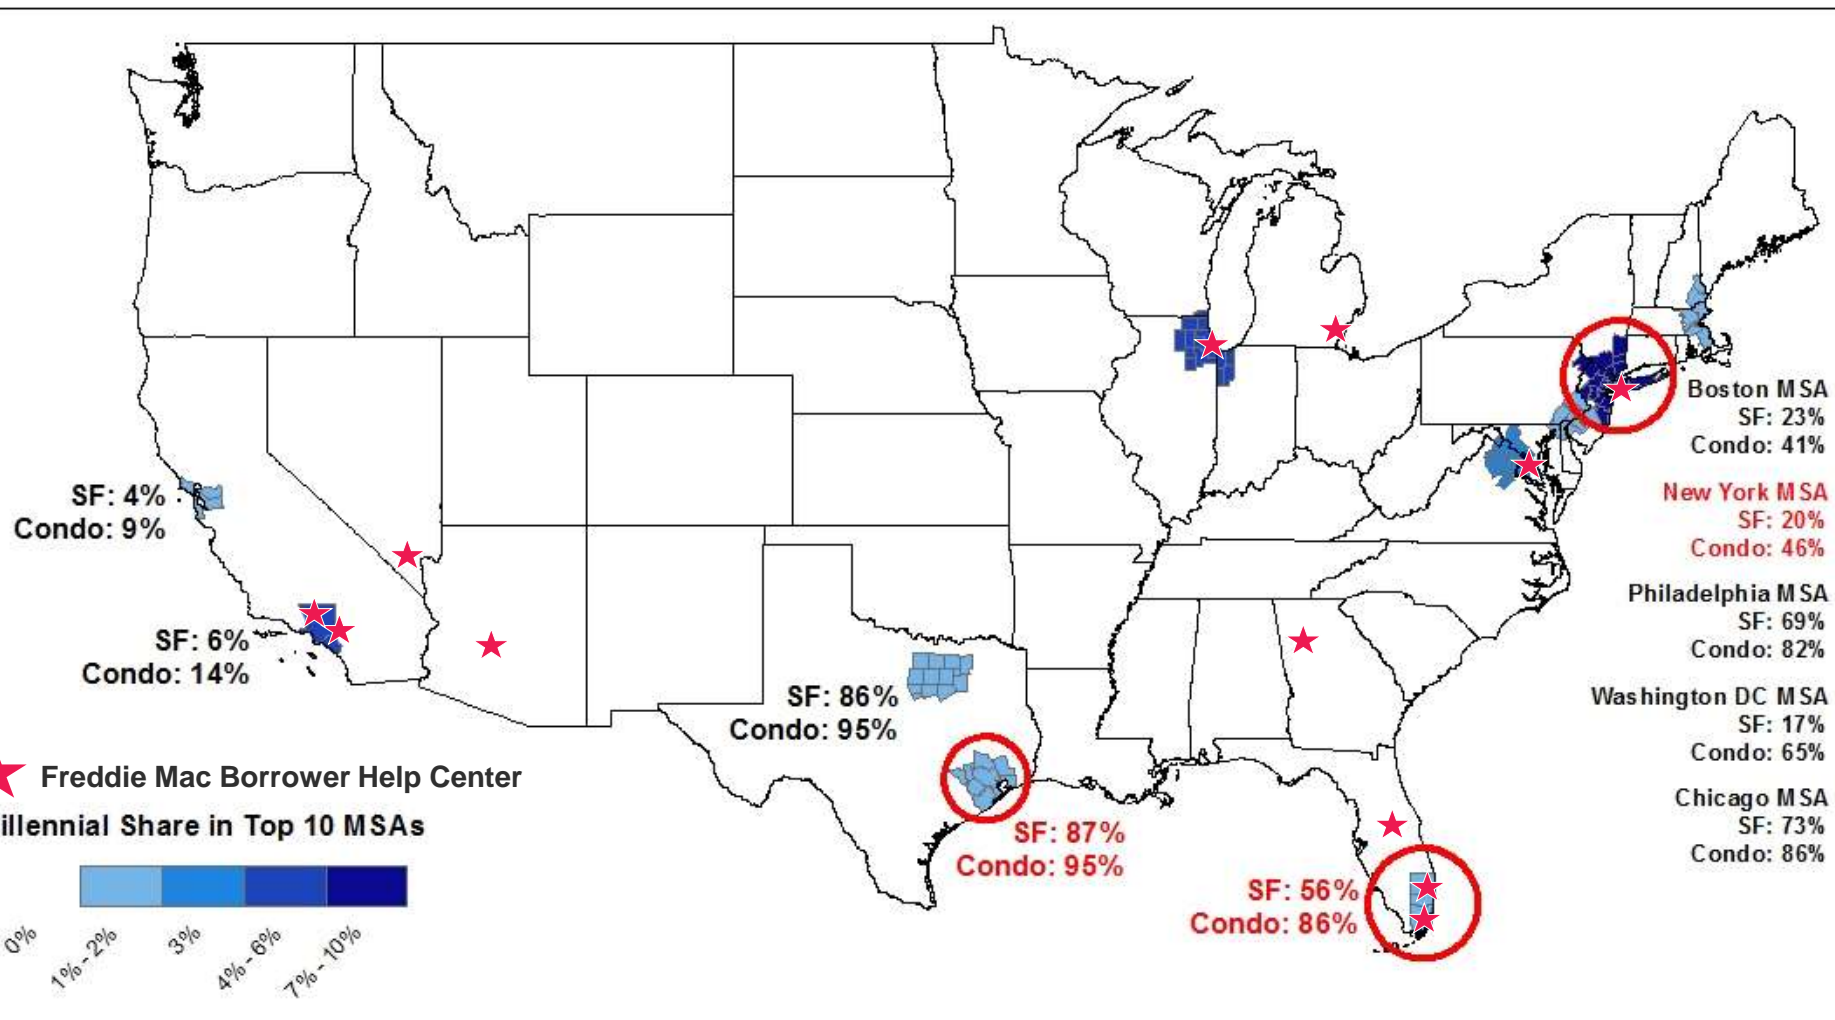 SF: 4%
Condo: 9%
SF: 6%
Condo: 14%
SF: 86%
Condo: 95%
SF: 87%
Condo: 95%
SF: 56%
Condo: 86%
Boston MSA
SF: 23%
Condo: 41%
New York MSA
SF: 20%
Condo: 46%
Philadelphia MSA
SF: 69%
Condo: 82%
Washington DC MSA
SF: 17%
Condo: 65%
Chicago MSA
SF: 73%
Condo: 86%
Freddie Mac Borrower Help Center
illennial Share in Top 10 MSAs
0%
1% - 2%
3%
4% - 6%
7% - 10%